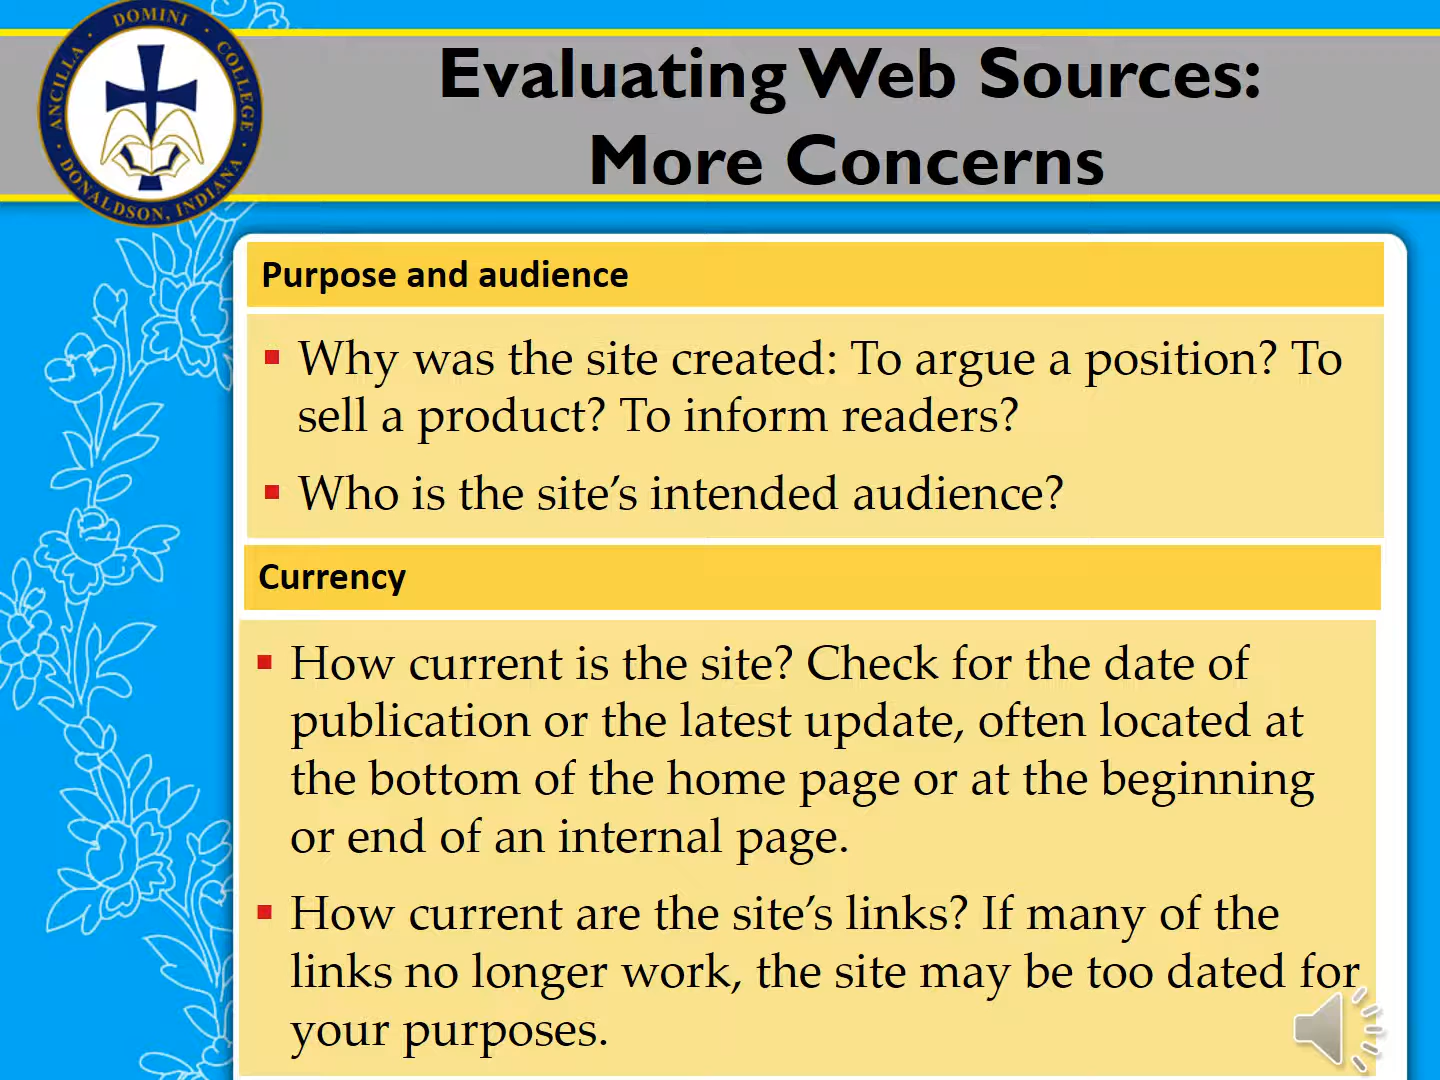 ANCILLA · DOMINI · COLLEGE
· DONALDSON, INDIANA ·
Evaluating Web Sources:
More Concerns
Purpose and audience
Why was the site created: To argue a position? To
sell a product? To inform readers?
Who is the site’s intended audience?
Currency
How current is the site? Check for the date of
publication or the latest update, often located at
the bottom of the home page or at the beginning
or end of an internal page.
How current are the site’s links? If many of the
links no longer work, the site may be too dated for
your purposes.